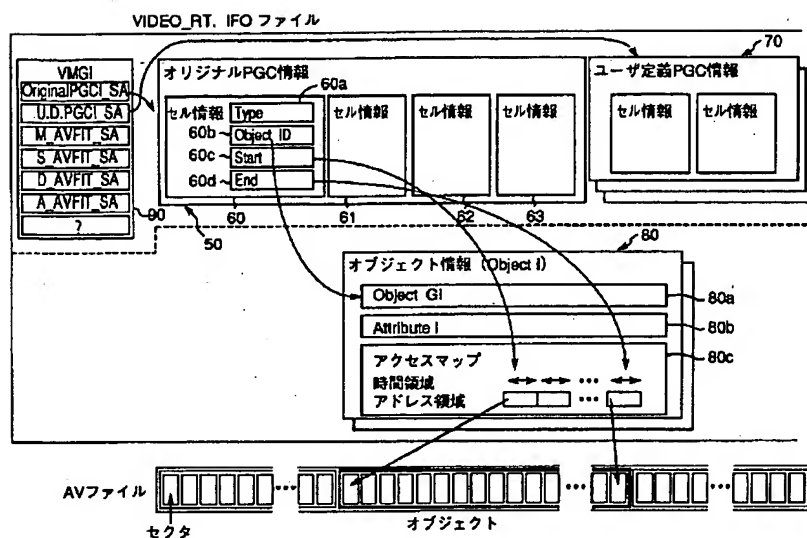 VIDEO_RT. IFO ファイル
VMGI
OriginalPGCI_SA
U.D.PGCI_SA
M_AVFIT_SA
S_AVFIT_SA
D_AVFIT_SA
A_AVFIT_SA
?
90
オリジナルPGC情報
60a
セル情報
Type
60b
Object ID
60c
Start
60d
End
セル情報
セル情報
セル情報
60
61
62
63
50
70
ユーザ定義PGC情報
セル情報
セル情報
80
オブジェクト情報 (Object I)
Object GI
80a
Attribute I
80b
アクセスマップ
80c
時間領域
•••
アドレス領域
•••
AVファイル
•••
•••
•••
セクタ
オブジェクト